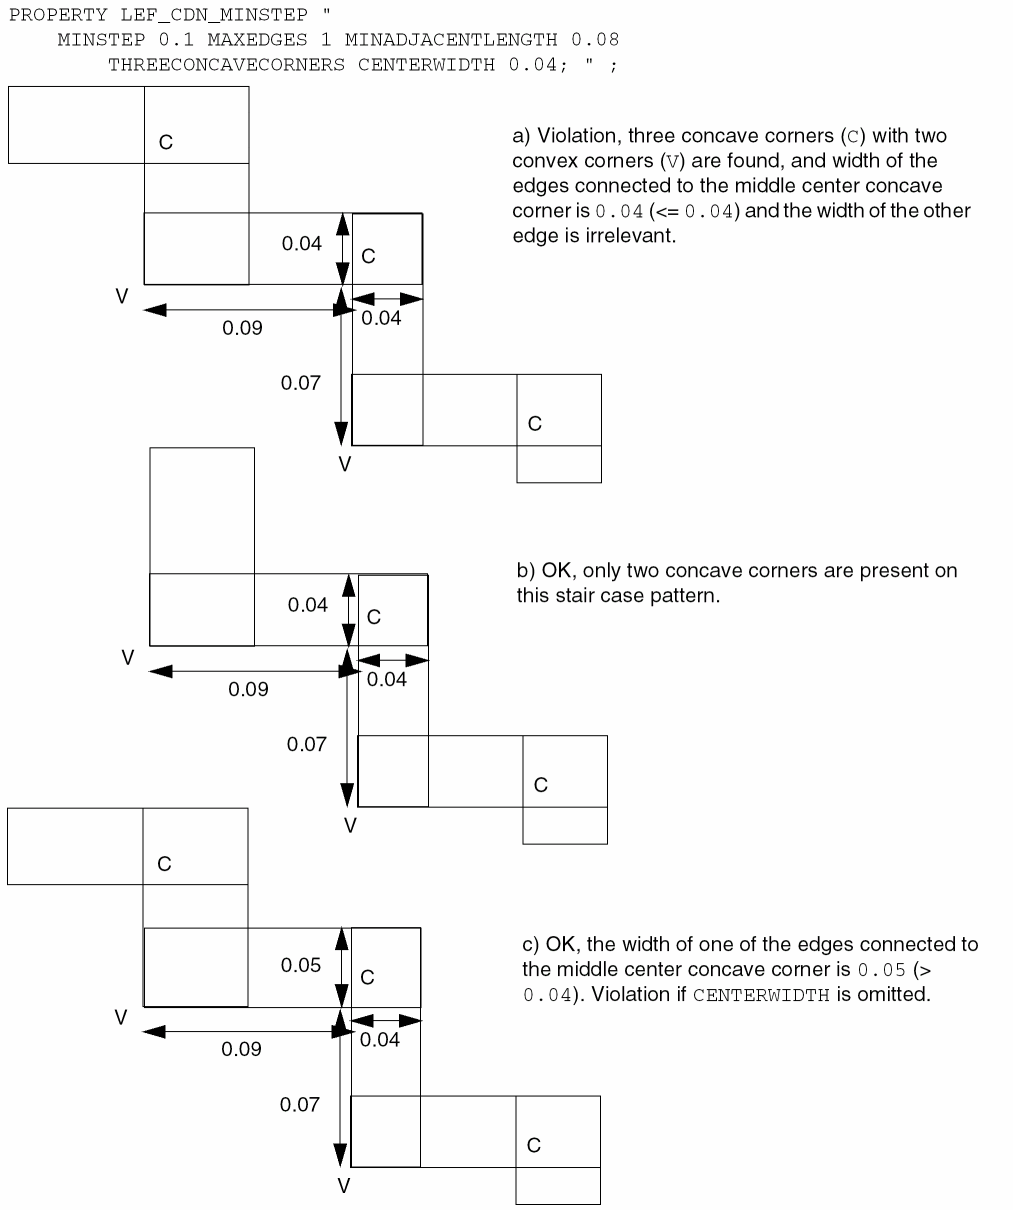 PROPERTY LEF_CDN_MINSTEP "
MINSTEP 0.1 MAXEDGES 1 MINADJACENTLENGTH 0.08
THREECONCAVECORNERS CENTERWIDTH 0.04; " ;
C
a) Violation, three concave corners (C) with two
convex corners (V) are found, and width of the
edges connected to the middle center concave
corner is 0.04 (<= 0.04) and the width of the other
edge is irrelevant.
0.04
C
V
0.09
0.04
0.07
C
V
b) OK, only two concave corners are present on
this stair case pattern.
0.04
C
V
0.09
0.04
0.07
C
V
C
c) OK, the width of one of the edges connected to
the middle center concave corner is 0.05 (>
0.04). Violation if CENTERWIDTH is omitted.
0.05
C
V
0.09
0.04
0.07
C
V